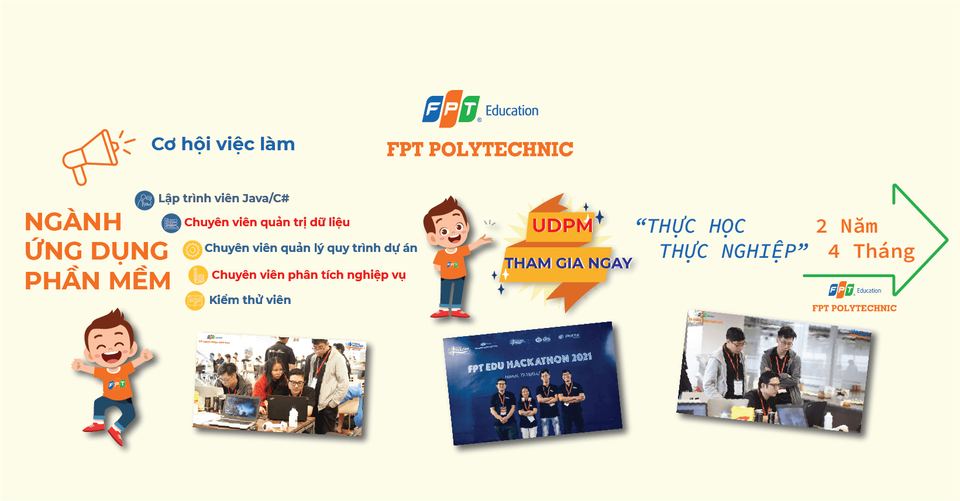 FPT Education
FPT POLYTECHNIC
Cơ hội việc làm
NGÀNH
ỨNG DỤNG
PHẦN MỀM
Lập trình viên Java/C#
Chuyên viên quản trị dữ liệu
Chuyên viên quản lý quy trình dự án
Chuyên viên phân tích nghiệp vụ
Kiểm thử viên
UDPM
THAM GIA NGAY
“THỰC HỌC
THỰC NGHIỆP”
2 Năm
4 Tháng
FPT Education
FPT POLYTECHNIC
FPT
FPT
FPT EDU HACKATHON 2021